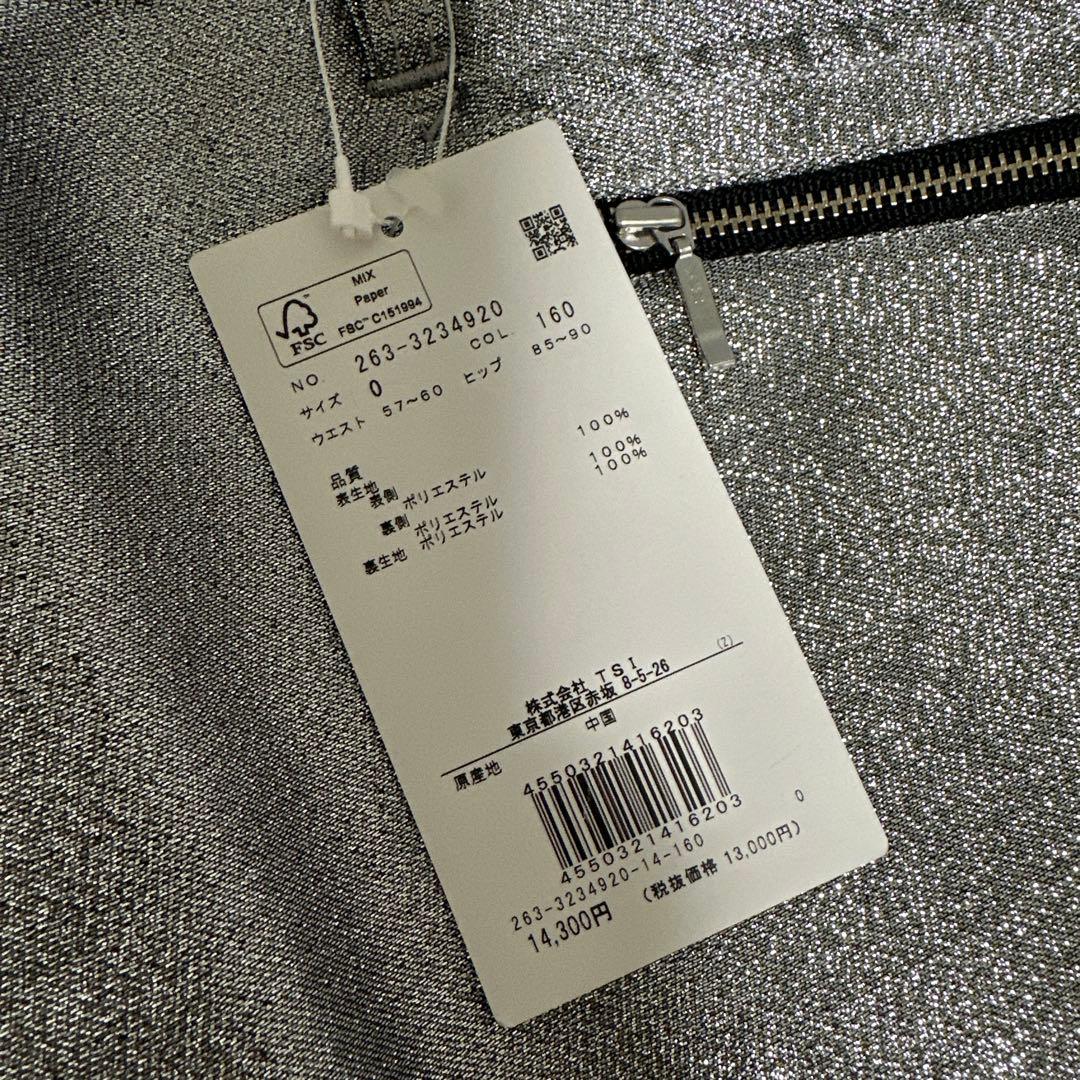 MIX
Paper
FSC™ C151994
FSC
NO. 263-3234920
COL. 160
サイズ 0
ウエスト 57~60 ヒップ 85~90
品質
表生地
表側 ポリエステル 100%
裏側 ポリエステル 100%
裏生地 ポリエステル 100%
(Z)
株式会社 TSI
東京都港区赤坂 8-5-26
原産地 中国
4550321416203
4550321416203
263-3234920-14-160 0
14,300円 (税抜価格 13,000円)